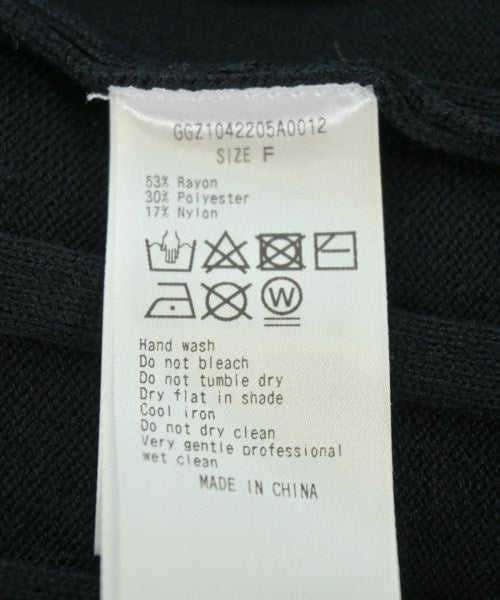 GGZ1042205A0012
SIZE F
53% Rayon
30% Polyester
17% Nylon
W
Hand wash
Do not bleach
Do not tumble dry
Dry flat in shade
Cool iron
Do not dry clean
Very gentle professional
wet clean
MADE IN CHINA